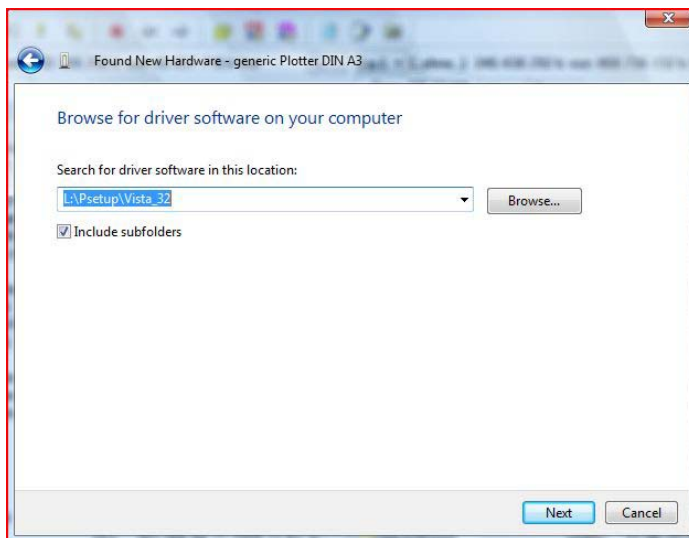 Found New Hardware - generic Plotter DIN A3
Browse for driver software on your computer
Search for driver software in this location:
L:\Psetup\Vista_32
Browse...
Include subfolders
Next
Cancel